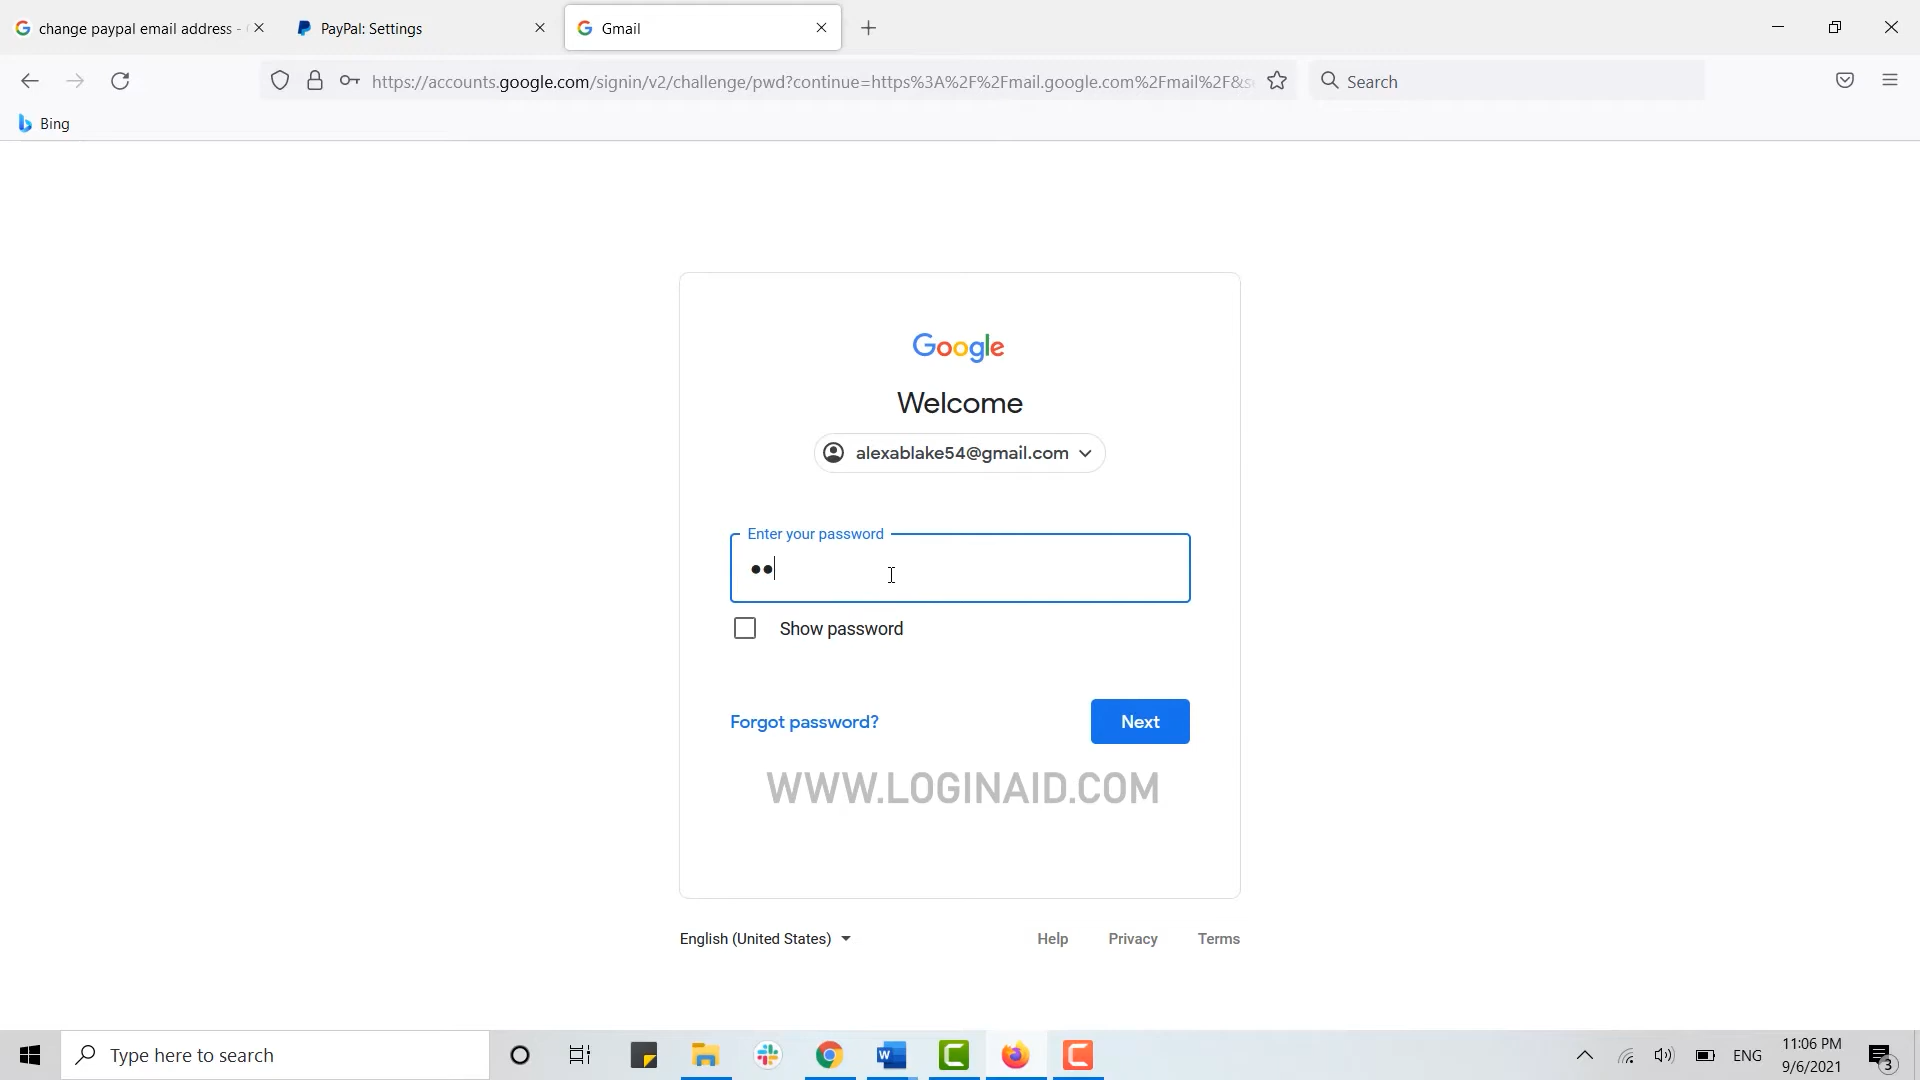 change paypal email address -
PayPal: Settings
Gmail
https://accounts.google.com/signin/v2/challenge/pwd?continue=https%3A%2F%2Fmail.google.com%2Fmail%2F&s
Search
Bing
Google
Welcome
alexablake54@gmail.com
Enter your password
Show password
Forgot password?
Next
WWW.LOGINAID.COM
English (United States)
Help
Privacy
Terms
Type here to search
ENG
11:06 PM
9/6/2021
3